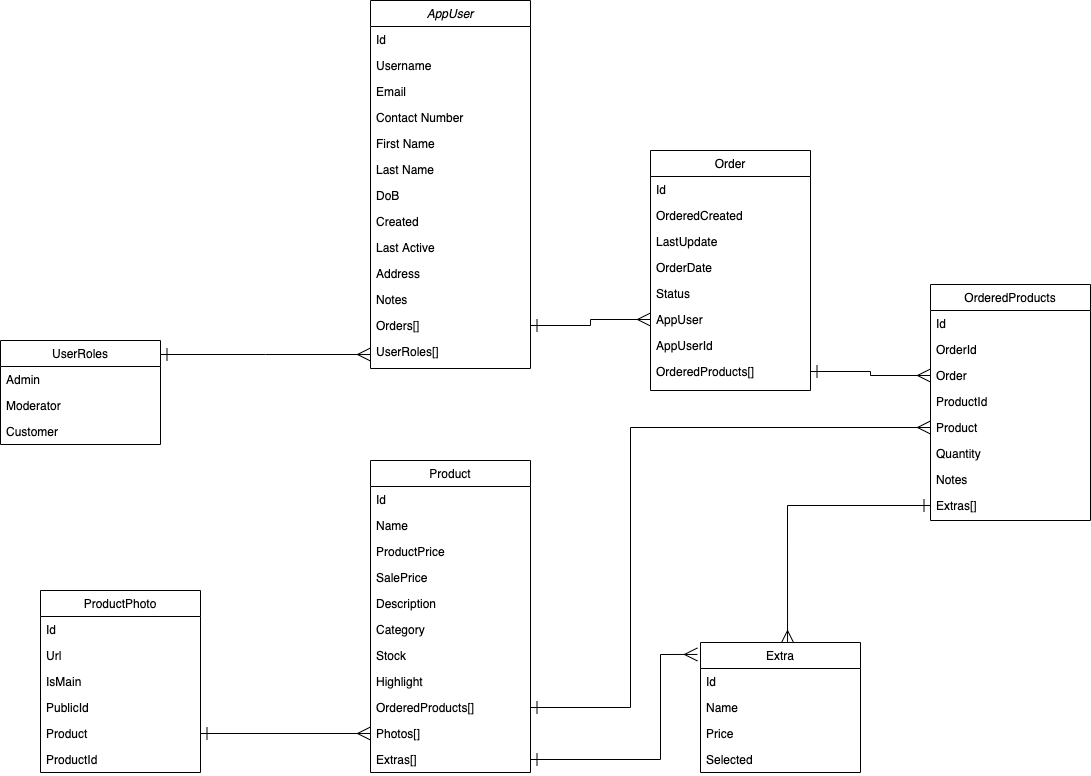 AppUser
Id
Username
Email
Contact Number
First Name
Last Name
DoB
Created
Last Active
Address
Notes
Orders[]
UserRoles[]
Order
Id
OrderedCreated
LastUpdate
OrderDate
Status
AppUser
AppUserId
OrderedProducts[]
OrderedProducts
Id
OrderId
Order
ProductId
Product
Quantity
Notes
Extras[]
UserRoles
Admin
Moderator
Customer
Product
Id
Name
ProductPrice
SalePrice
Description
Category
Stock
Highlight
OrderedProducts[]
Photos[]
Extras[]
ProductPhoto
Id
Url
IsMain
PublicId
Product
ProductId
Extra
Id
Name
Price
Selected